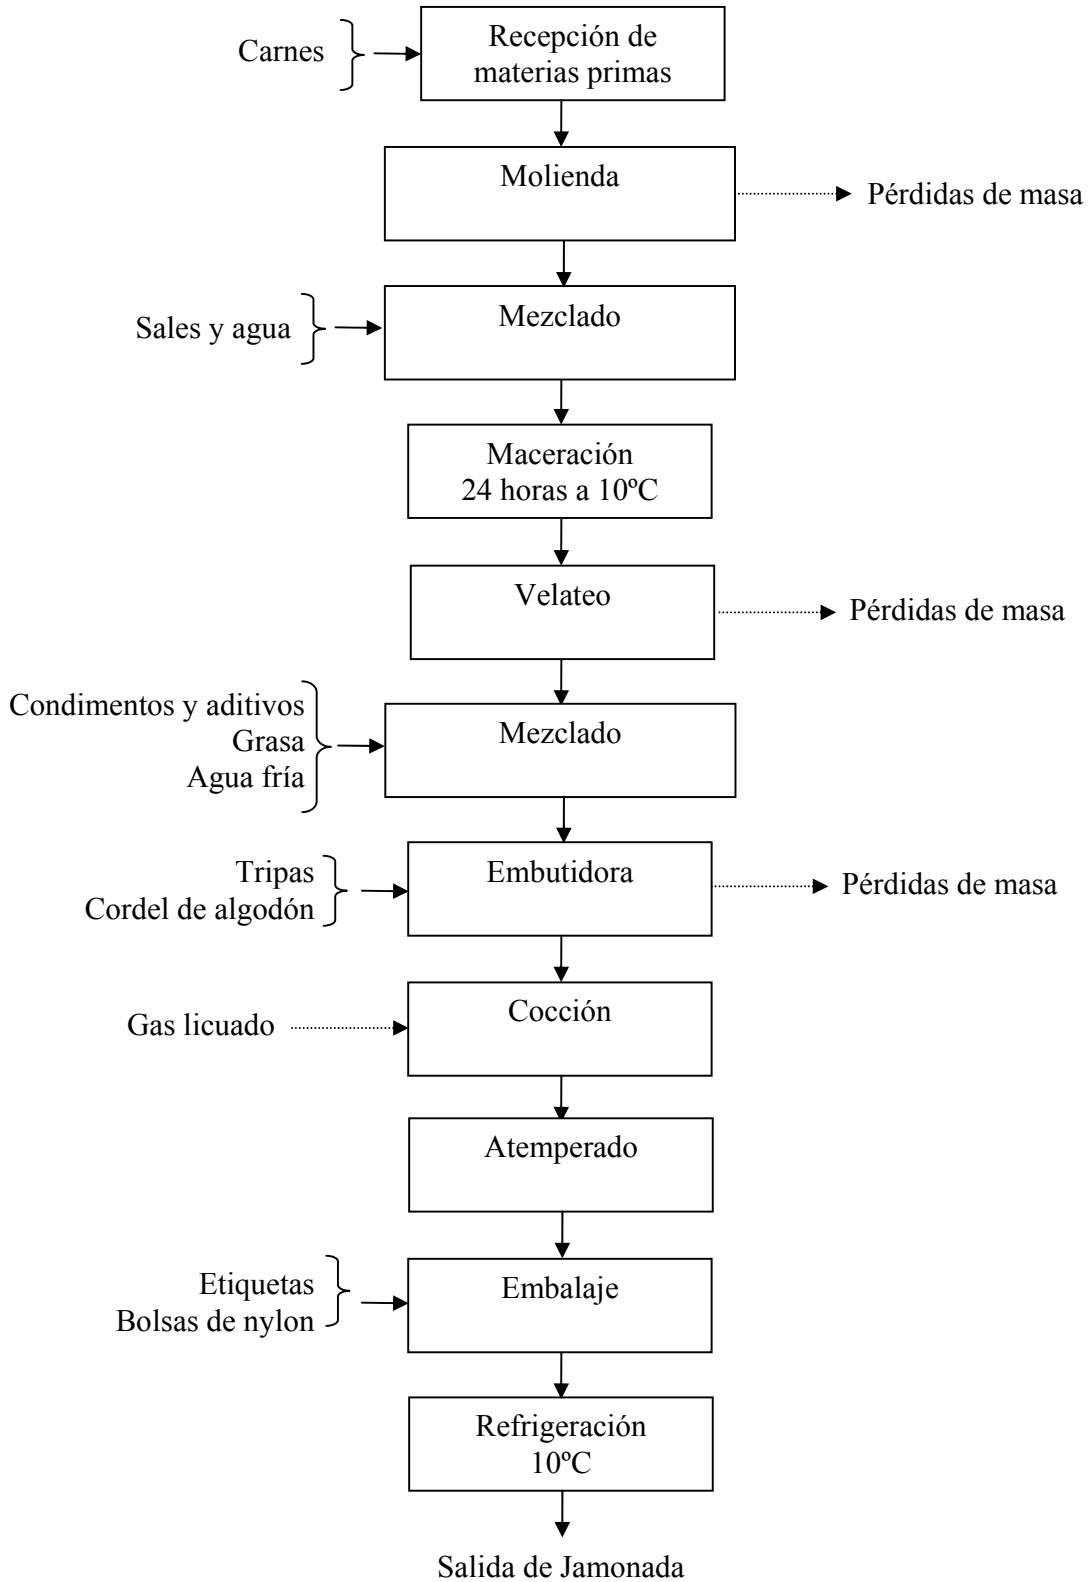 Carnes
Recepción de
materias primas
Molienda
Pérdidas de masa
Sales y agua
Mezclado
Maceración
24 horas a 10ºC
Velateo
Pérdidas de masa
Condimentos y aditivos
Grasa
Agua fría
Mezclado
Tripas
Cordel de algodón
Embutidora
Pérdidas de masa
Gas licuado
Cocción
Atemperado
Etiquetas
Bolsas de nylon
Embalaje
Refrigeración
10ºC
Salida de Jamonada